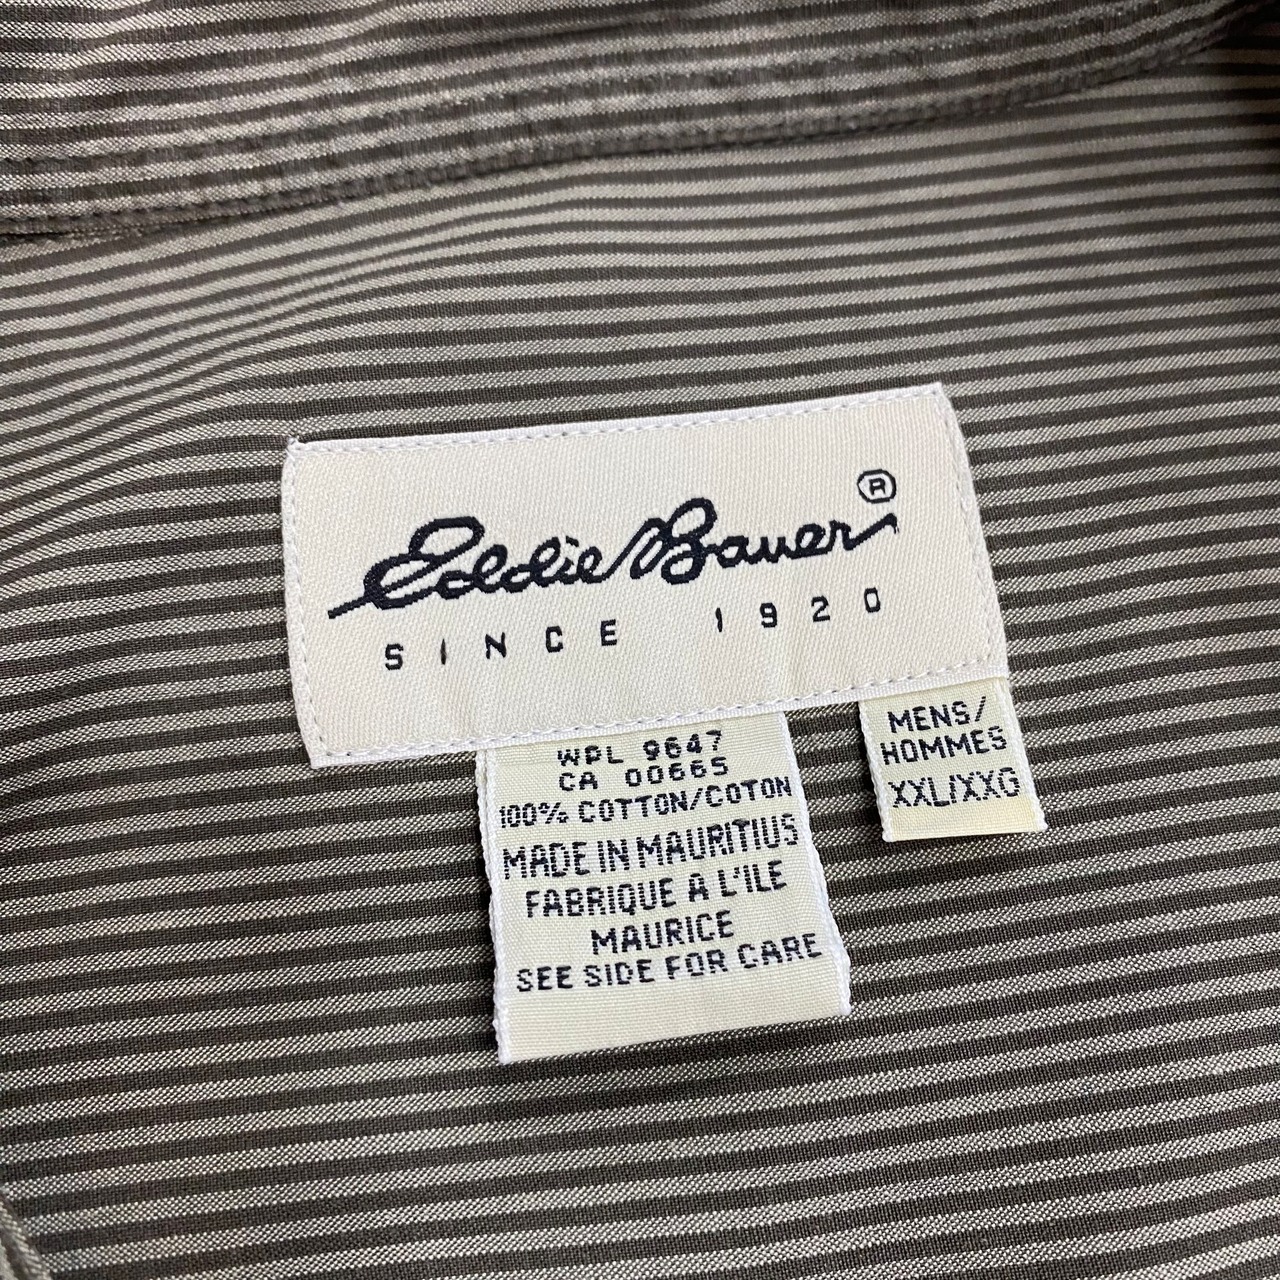 Eddie Bauer®
SINCE 1920
WPL 9647
CA 00665
100% COTTON/COTON
MADE IN MAURITIUS
FABRIQUE A L'ILE
MAURICE
SEE SIDE FOR CARE
MENS/
HOMMES
XXL/XXG